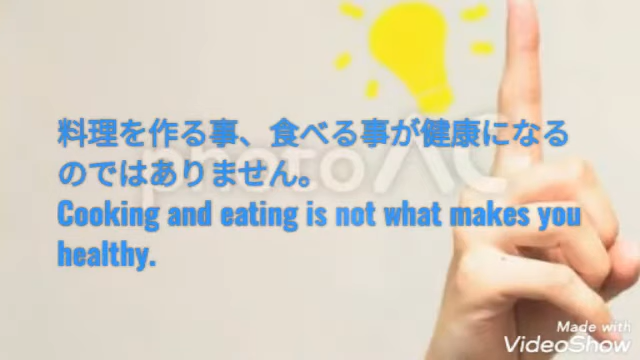 料理を作る事、食べる事が健康になる
のではありません。
photoAC
Cooking and eating is not what makes you
healthy.
Made with
VideoShow